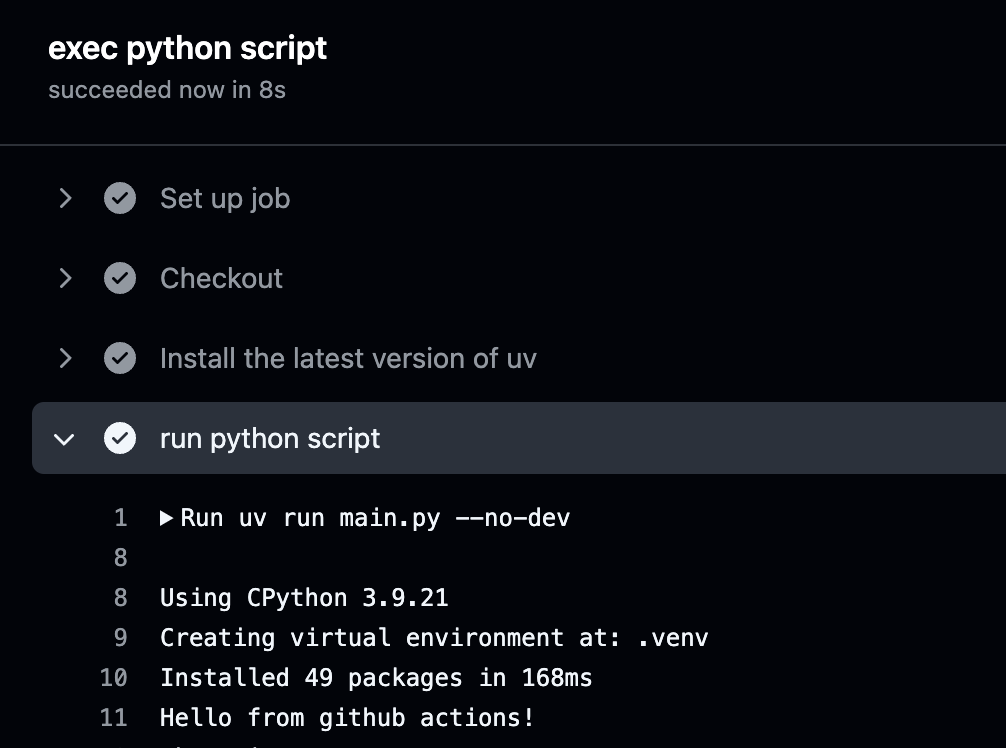 exec python script
succeeded now in 8s
Set up job
Checkout
Install the latest version of uv
run python script
1 Run uv run main.py --no-dev
8
8 Using CPython 3.9.21
9 Creating virtual environment at: .venv
10 Installed 49 packages in 168ms
11 Hello from github actions!